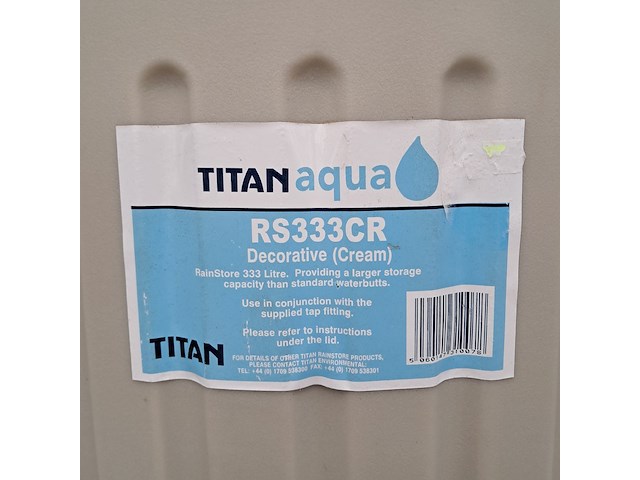 TITAN aqua
RS333CR
Decorative (Cream)
RainStore 333 Litre. Providing a larger storage
capacity than standard waterbutts.
Use in conjunction with the
supplied tap fitting.
Please refer to instructions
under the lid.
TITAN
FOR DETAILS OF OTHER TITAN RAINSTORE PRODUCTS,
PLEASE CONTACT TITAN ENVIRONMENTAL.